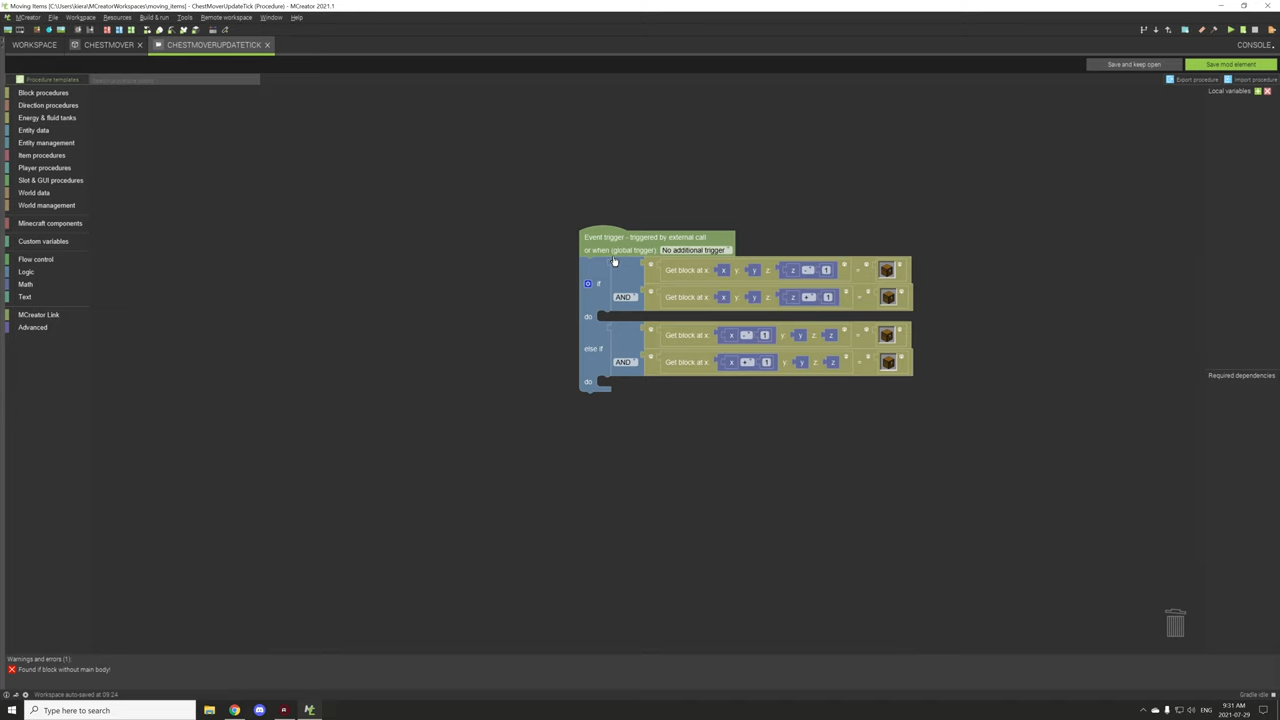 Moving Items [C:\Users\kiera\MCreatorWorkspaces\moving_items] - ChestMoverUpdateTick (Procedure) - MCreator 2021.1
MCreator File Workspace Resources Build & run Tools Remote workspace Window Help
WORKSPACE CHESTMOVER CHESTMOVERUPDATETICK CONSOLE
Save and keep open Save mod element
Procedure templates Export procedure Import procedure
Local variables
Block procedures
Direction procedures
Energy & fluid tanks
Entity data
Entity management
Item procedures
Player procedures
Slot & GUI procedures
World data
World management
Minecraft components
Custom variables
Flow control
Logic
Math
Text
MCreator Link
Advanced
Event trigger - triggered by external call
or when (global trigger): No additional trigger
Get block at x: x y: y z: z - 1 =
if
AND Get block at x: x y: y z: z + 1 =
do
Get block at x: x - 1 y: y z: z =
else if
AND Get block at x: x + 1 y: y z: z =
do
Required dependencies
Warnings and errors (1):
Found if block without main body!
Workspace auto-saved at 09:24 Gradle idle
Type here to search
ENG
9:31 AM
2021-07-29